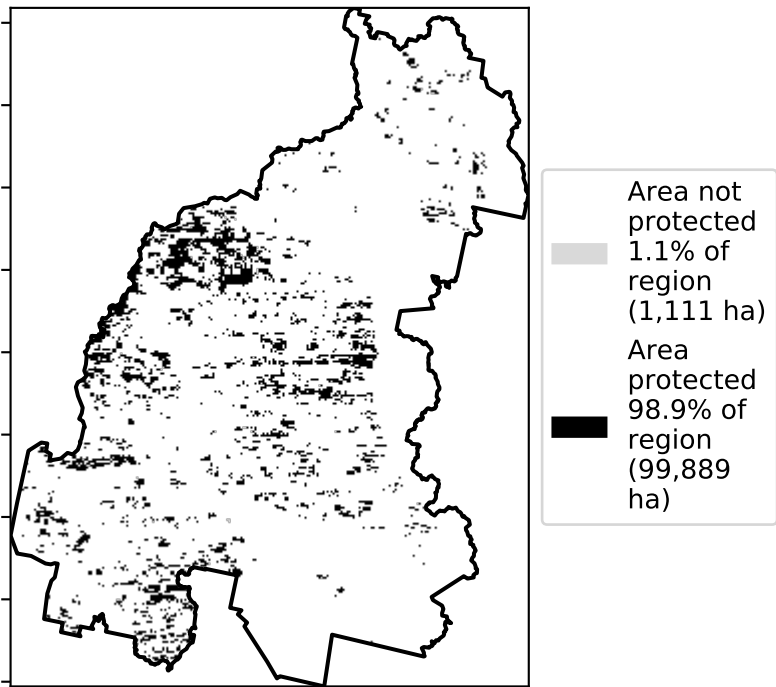 Area not
protected
1.1% of
region
(1,111 ha)
Area
protected
98.9% of
region
(99,889
ha)